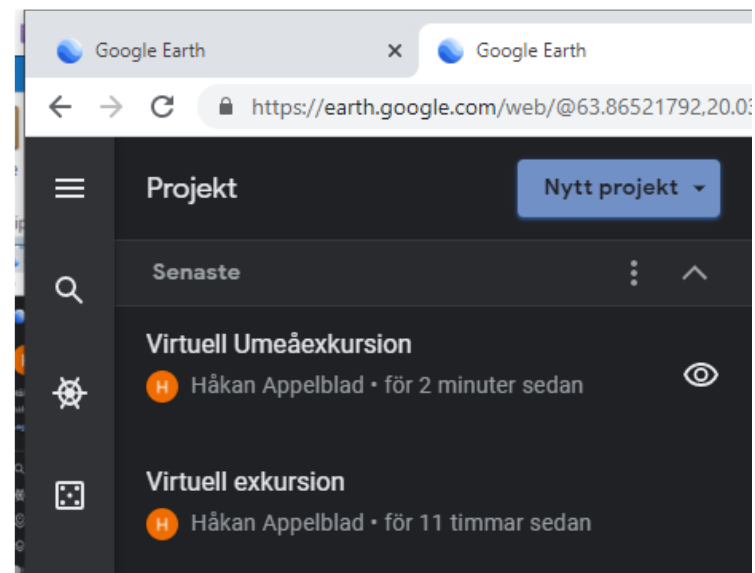 Google Earth
Google Earth
https://earth.google.com/web/@63.86521792,20.03
Projekt
Nytt projekt
Senaste
Virtuell Umeåexkursion
H Håkan Appelblad • för 2 minuter sedan
Virtuell exkursion
H Håkan Appelblad • för 11 timmar sedan